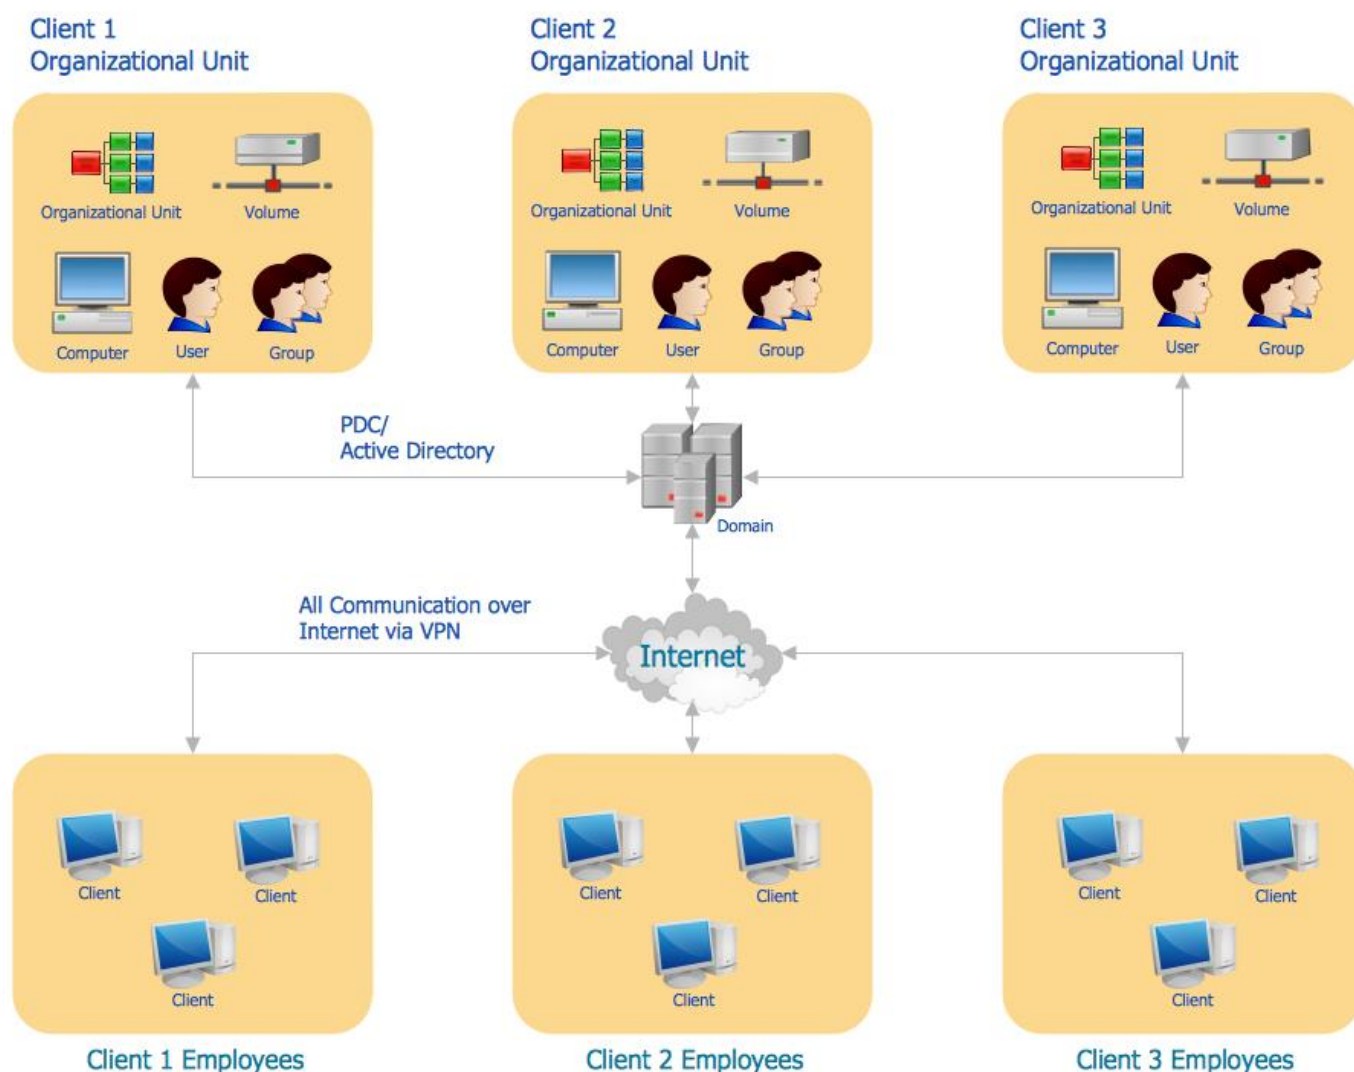 Client 1
Organizational Unit
Client 2
Organizational Unit
Client 3
Organizational Unit
Organizational Unit
Volume
Computer
User
Group
Organizational Unit
Volume
Computer
User
Group
Organizational Unit
Volume
Computer
User
Group
PDC/
Active Directory
Domain
All Communication over
Internet via VPN
Internet
Client
Client
Client
Client
Client
Client
Client
Client
Client
Client 1 Employees
Client 2 Employees
Client 3 Employees